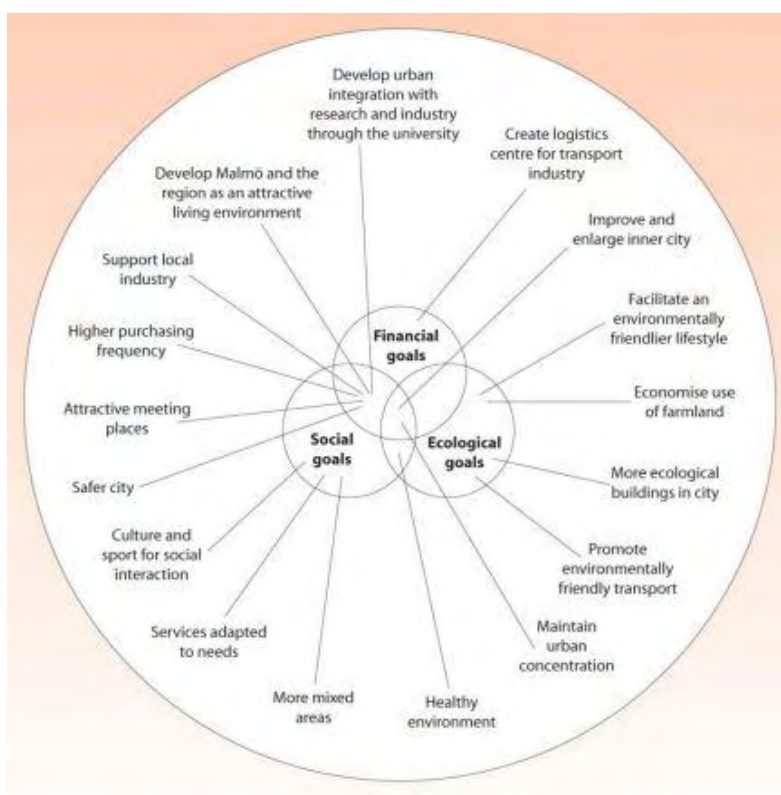 Develop urban
integration with
research and industry
through the university
Create logistics
centre for transport
industry
Develop Malmö and the
region as an attractive
living environment
Improve and
enlarge inner city
Support local
industry
Facilitate an
environmentally
friendlier lifestyle
Higher purchasing
frequency
Financial
goals
Economise use
of farmland
Attractive meeting
places
Social
goals
Ecological
goals
More ecological
buildings in city
Safer city
Culture and
sport for social
interaction
Promote
environmentally
friendly transport
Services adapted
to needs
Maintain
urban
concentration
More mixed
areas
Healthy
environment